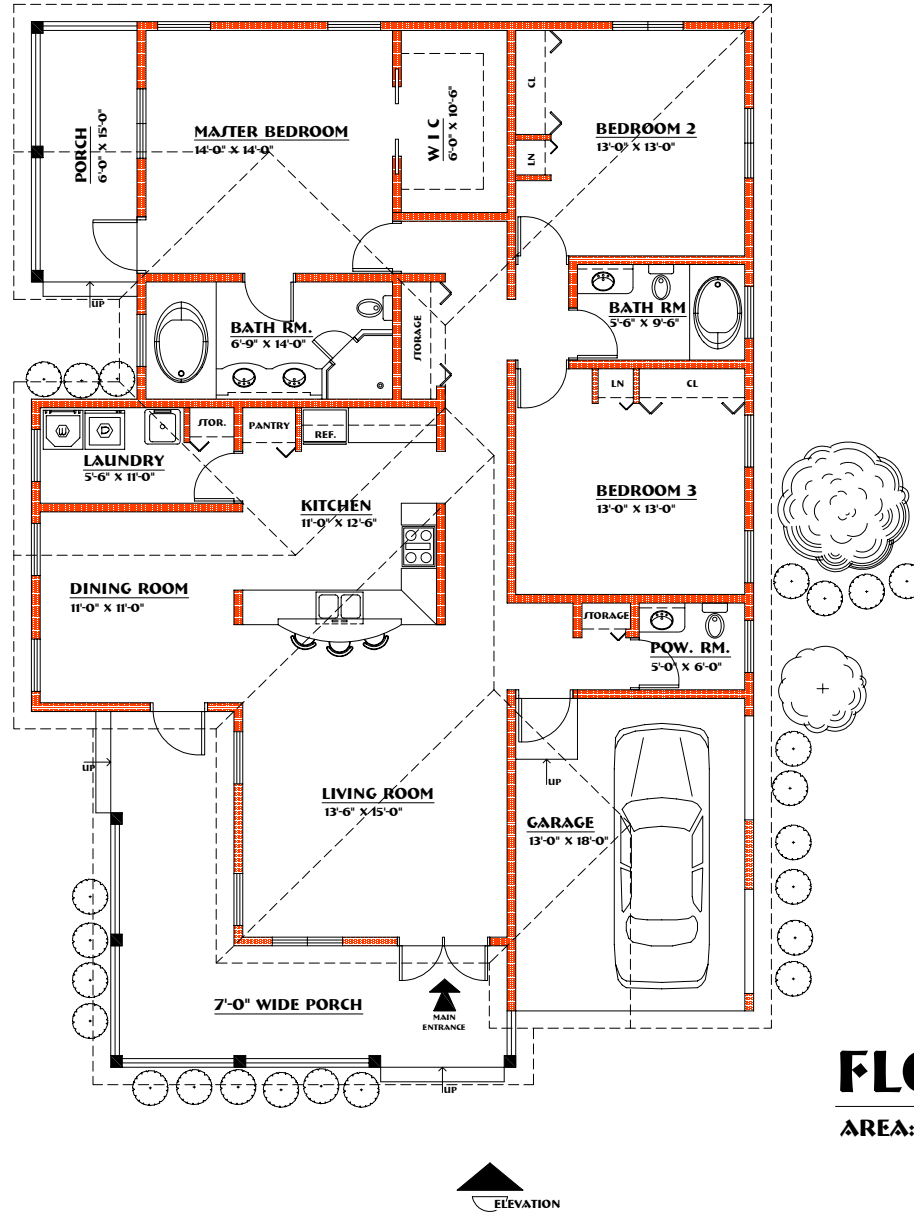 MASTER BEDROOM
14'-0" X 14'-0"
PORCH
6'-0" X 15'-0"
W I C
6'-0" X 10'-6"
CL
LN
BEDROOM 2
13'-0" X 13'-0"
UP
BATH RM.
6'-9" X 14'-0"
STORAGE
BATH RM
5'-6" X 9'-6"
LN
CL
STOR.
PANTRY
REF.
W
D
LAUNDRY
5'-6" X 11'-0"
KITCHEN
11'-0" X 12'-6"
BEDROOM 3
13'-0" X 13'-0"
DINING ROOM
11'-0" X 11'-0"
STORAGE
POW. RM.
5'-0" X 6'-0"
UP
UP
LIVING ROOM
13'-6" X 15'-0"
GARAGE
13'-0" X 18'-0"
7'-0" WIDE PORCH
MAIN
ENTRANCE
UP
FLO
AREA:
ELEVATION